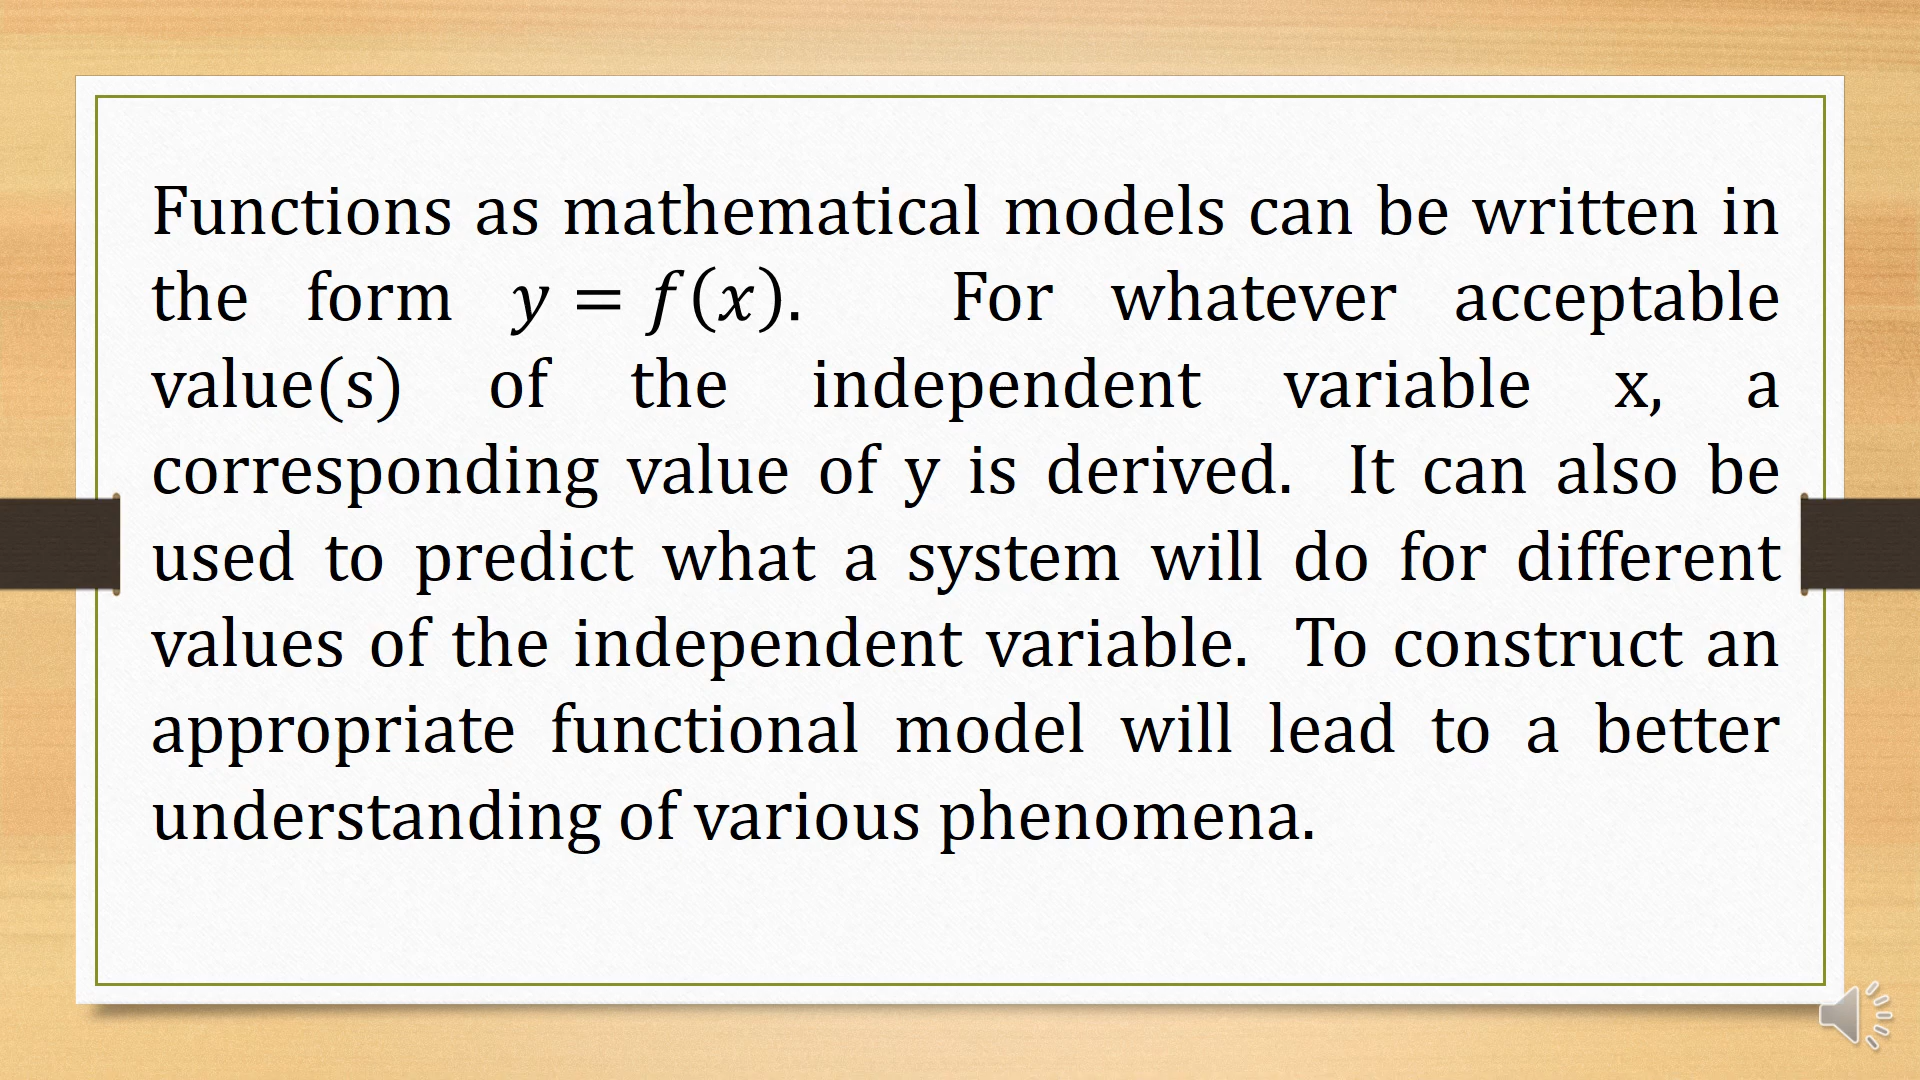 Functions as mathematical models can be written in
the form y = f(x).  For whatever acceptable
value(s) of the independent variable x, a
corresponding value of y is derived.  It can also be
used to predict what a system will do for different
values of the independent variable.  To construct an
appropriate functional model will lead to a better
understanding of various phenomena.